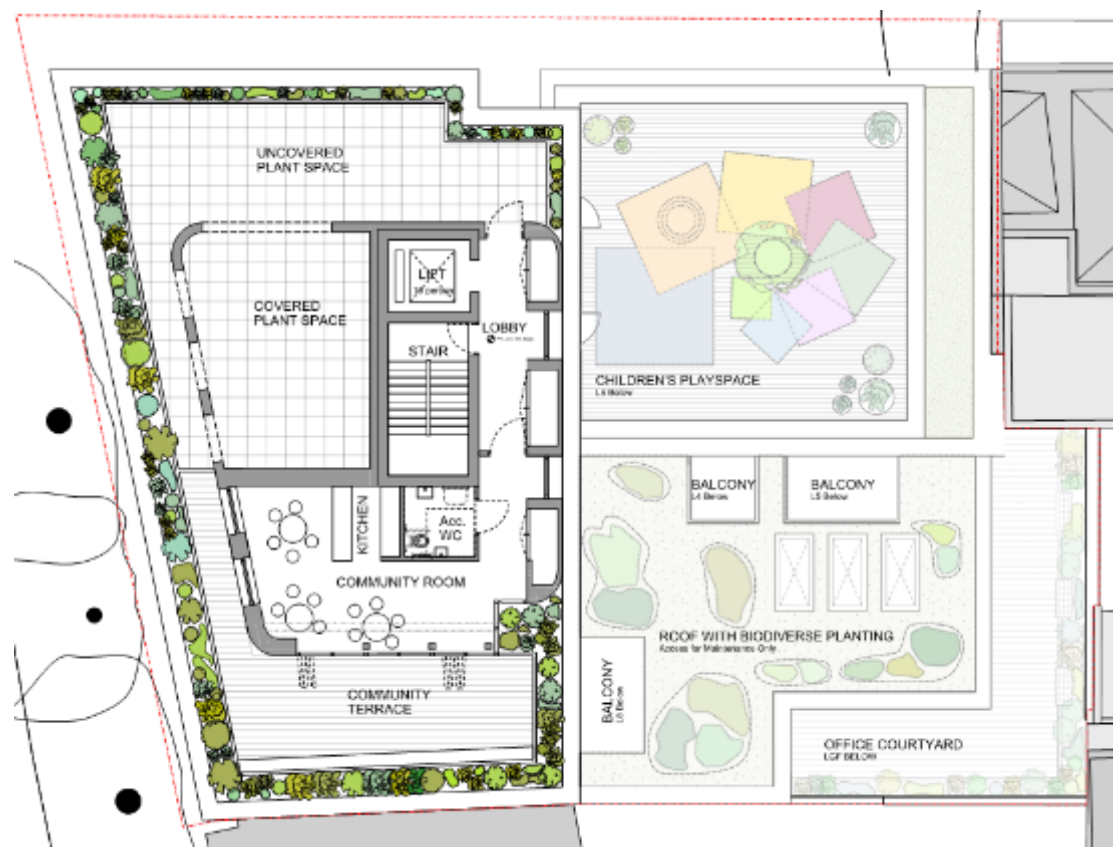 UNCOVERED
PLANT SPACE
LIFT
COVERED
PLANT SPACE
LOBBY
STAIR
CHILDREN'S PLAYSPACE
L6 Below
BALCONY
L4 Below
BALCONY
L5 Below
KITCHEN
Acc.
WC
COMMUNITY ROOM
ROOF WITH BIODIVERSE PLANTING
Access for Maintenance Only
BALCONY
L6 Below
COMMUNITY
TERRACE
OFFICE COURTYARD
LGF BELOW